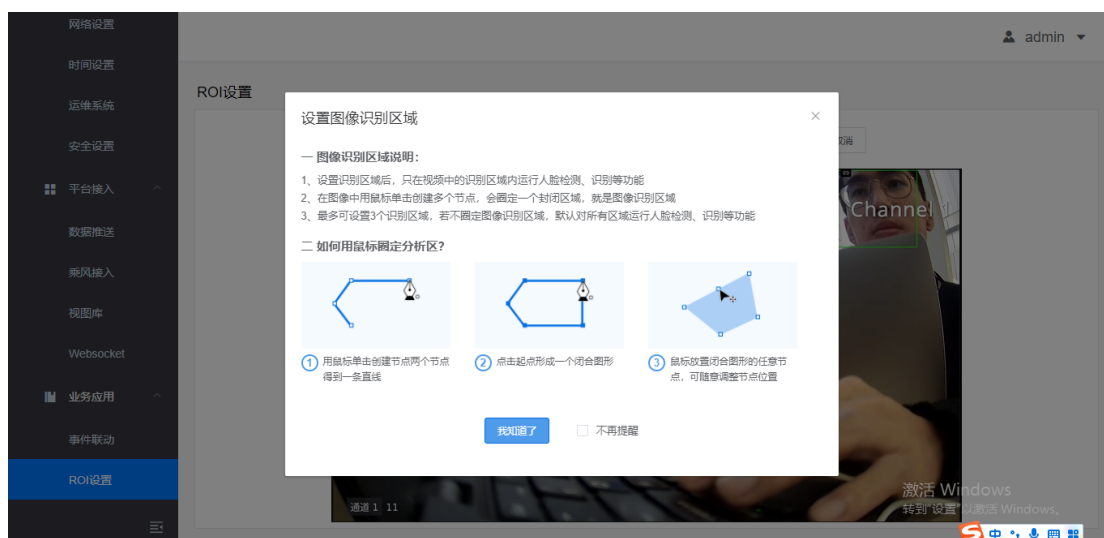 网络设置
admin
时间设置
ROI设置
运维系统
安全设置
平台接入
数据推送
乘风接入
视图库
Websocket
业务应用
事件联动
ROI设置
设置图像识别区域
一 图像识别区域说明：
1、设置识别区域后，只在视频中的识别区域内运行人脸检测、识别等功能
2、在图像中用鼠标单击创建多个节点，会圈定一个封闭区域，就是图像识别区域
3、最多可设置3个识别区域，若不圈定图像识别区域，默认对所有区域运行人脸检测、识别等功能
二 如何用鼠标圈定分析区？
1 用鼠标单击创建节点两个节点
得到一条直线
2 点击起点形成一个闭合图形
3 鼠标放置闭合图形的任意节
点，可随意调整节点位置
我知道了
不再提醒
Channel 1
通道 1 11
激活 Windows
转到"设置"以激活 Windows。
中